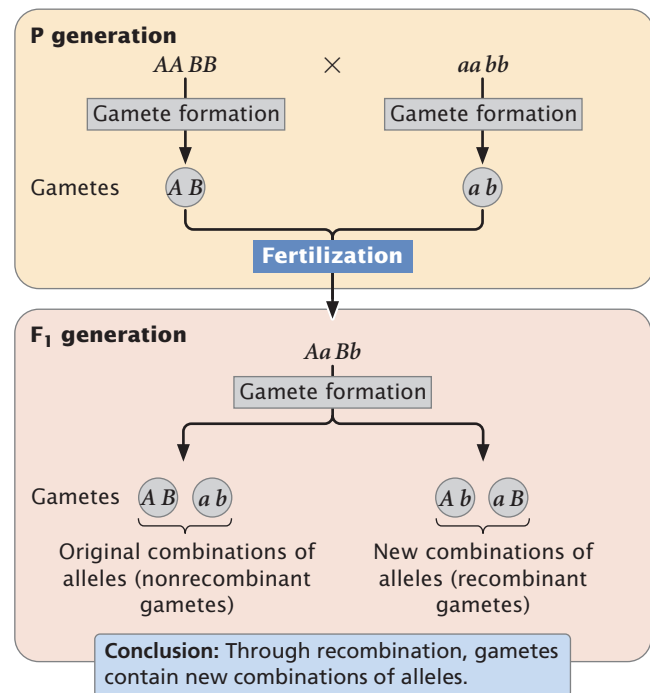 P generation
AA BB × aa bb
Gamete formation Gamete formation
Gametes A B a b
Fertilization
F₁ generation
Aa Bb
Gamete formation
Gametes A B a b A b a B
Original combinations of New combinations of
alleles (nonrecombinant alleles (recombinant
gametes) gametes)
Conclusion: Through recombination, gametes
contain new combinations of alleles.